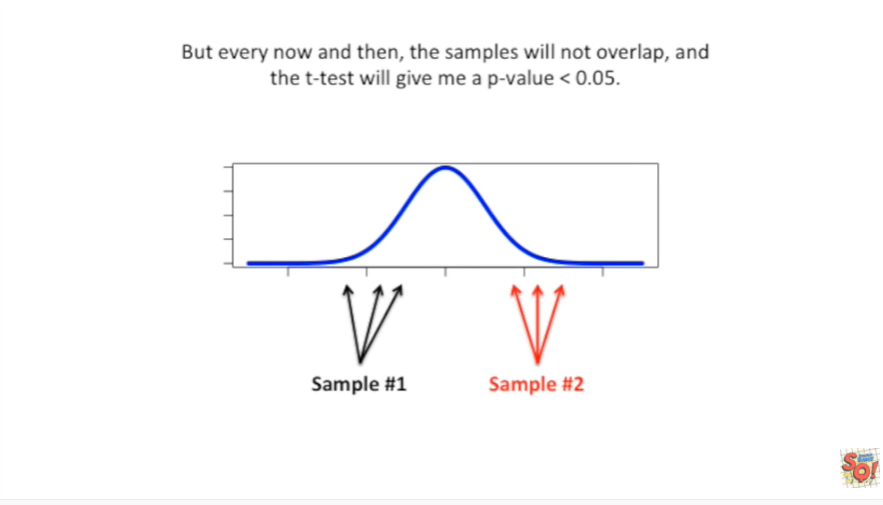 But every now and then, the samples will not overlap, and
the t-test will give me a p-value < 0.05.
Sample #1
Sample #2
SQ!